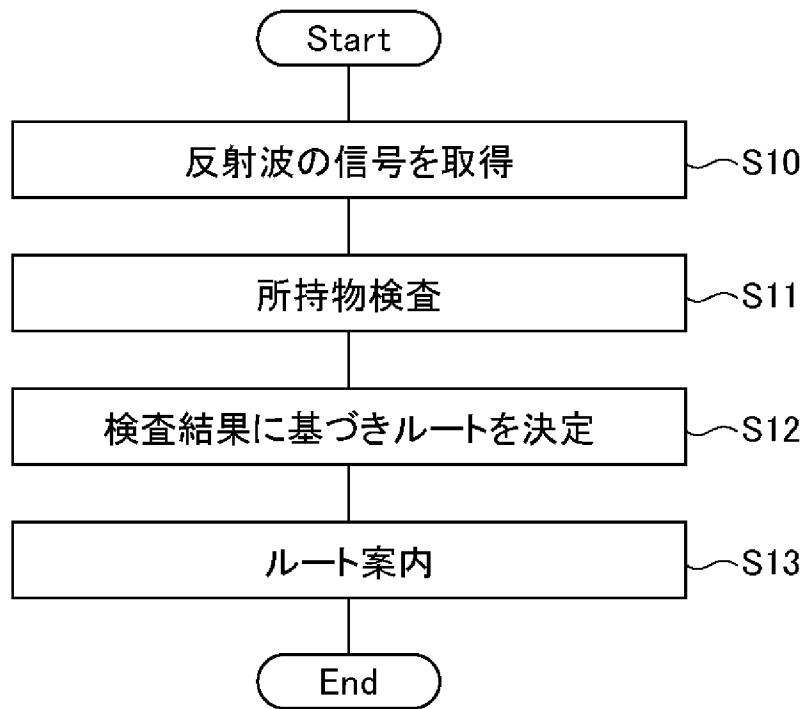 Start
反射波の信号を取得
S10
所持物検査
S11
検査結果に基づきルートを決定
S12
ルート案内
S13
End